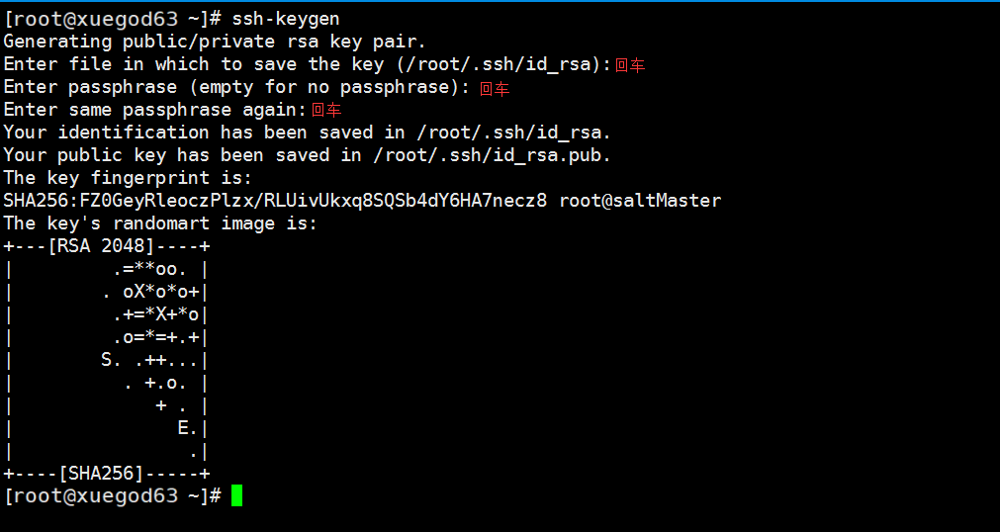 [root@xuegod63 ~]# ssh-keygen
Generating public/private rsa key pair.
Enter file in which to save the key (/root/.ssh/id_rsa):回车
Enter passphrase (empty for no passphrase): 回车
Enter same passphrase again:回车
Your identification has been saved in /root/.ssh/id_rsa.
Your public key has been saved in /root/.ssh/id_rsa.pub.
The key fingerprint is:
SHA256:FZ0GeyRleoczPlzx/RLUivUkxq8SQSb4dY6HA7necz8 root@saltMaster
The key's randomart image is:
+---[RSA 2048]----+
|         .=**oo. |
|        . oX*o*o+|
|         .+=*X+*o|
|         .o=*=+.+|
|        S. .++...|
|          . +.o. |
|             + . |
|               E.|
|                .|
+----[SHA256]-----+
[root@xuegod63 ~]#